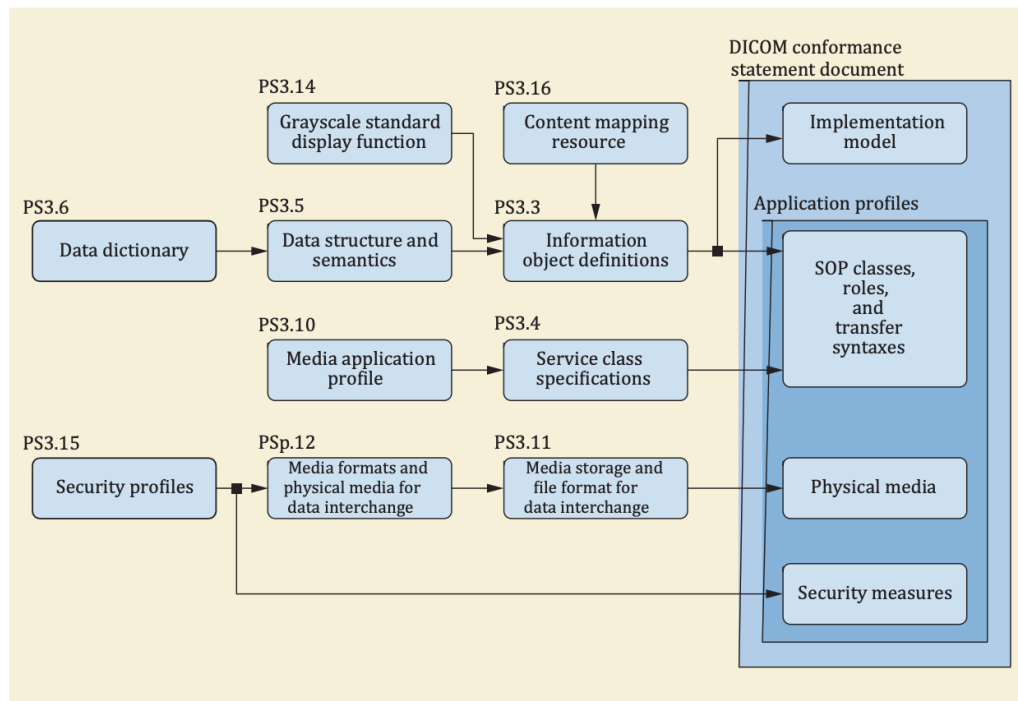 DICOM conformance
statement document
PS3.14
Grayscale standard
display function
PS3.16
Content mapping
resource
Implementation
model
PS3.6
Data dictionary
PS3.5
Data structure and
semantics
PS3.3
Information
object definitions
Application profiles
SOP classes,
roles,
and
transfer
syntaxes
PS3.10
Media application
profile
PS3.4
Service class
specifications
PS3.15
Security profiles
PSp.12
Media formats and
physical media for
data interchange
PS3.11
Media storage and
file format for
data interchange
Physical media
Security measures